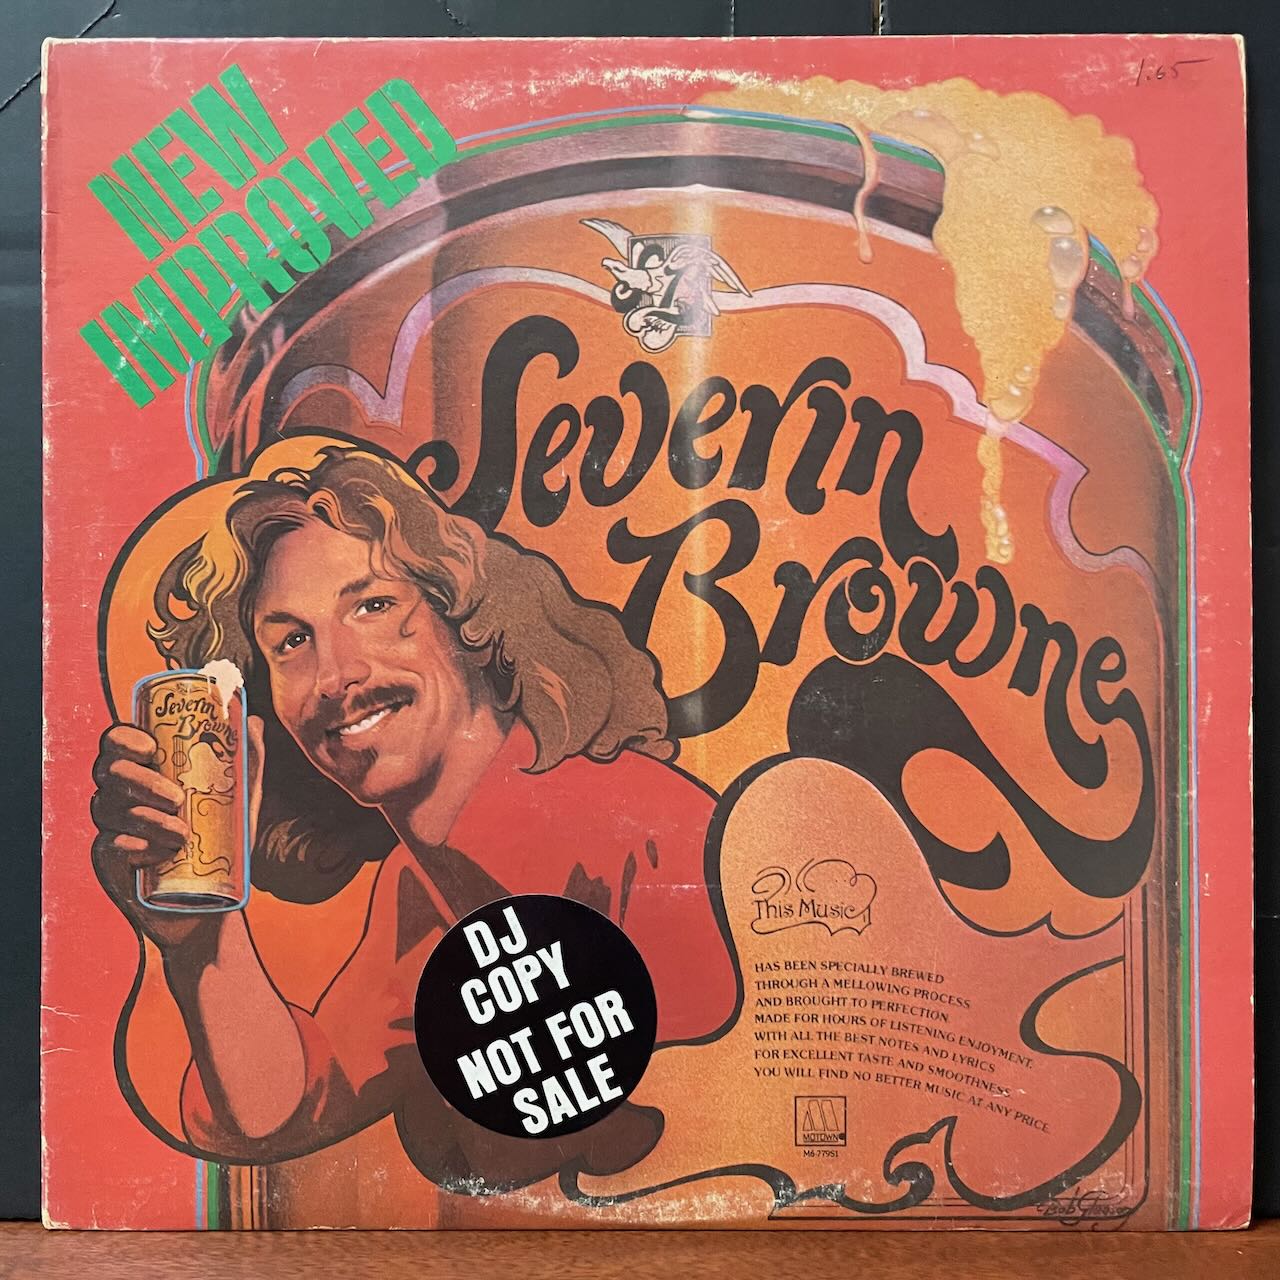 1.65
NEW
IMPROVED
Severin
Browne
Severin
Browne
DJ
COPY
NOT FOR
SALE
This Music
HAS BEEN SPECIALLY BREWED
THROUGH A MELLOWING PROCESS
AND BROUGHT TO PERFECTION.
MADE FOR HOURS OF LISTENING ENJOYMENT.
WITH ALL THE BEST NOTES AND LYRICS
FOR EXCELLENT TASTE AND SMOOTHNESS.
YOU WILL FIND NO BETTER MUSIC AT ANY PRICE.
MOTOWN
M6-779S1
Bob